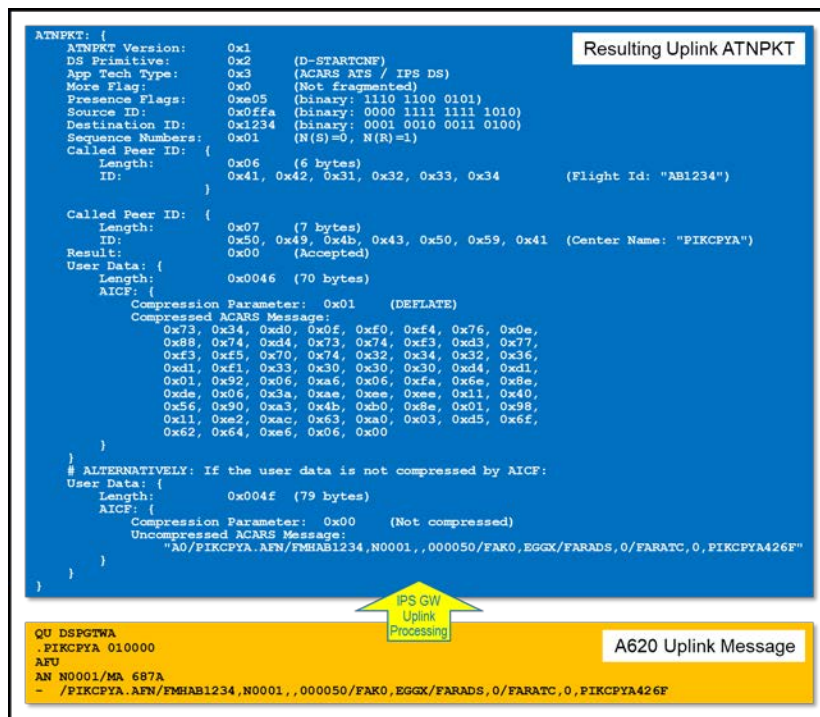 Resulting Uplink ATNPKT
ATNPKT: {
ATNPKT Version: 0x1
DS Primitive: 0x2 (D-STARTCNF)
App Tech Type: 0x3 (ACARS ATS / IPS DS)
More Flag: 0x0 (Not fragmented)
Presence Flags: 0xe05 (binary: 1110 1100 0101)
Source ID: 0x0ffa (binary: 0000 1111 1111 1010)
Destination ID: 0x1234 (binary: 0001 0010 0011 0100)
Sequence Numbers: 0x01 (N(S)=0, N(R)=1)
Called Peer ID: {
Length: 0x06 (6 bytes)
ID: 0x41, 0x42, 0x31, 0x32, 0x33, 0x34 (Flight Id: "AB1234")
}
Called Peer ID: {
Length: 0x07 (7 bytes)
ID: 0x50, 0x49, 0x4b, 0x43, 0x50, 0x59, 0x41 (Center Name: "PIKCPYA")
Result: 0x00 (Accepted)
User Data: {
Length: 0x0046 (70 bytes)
AICF: {
Compression Parameter: 0x01 (DEFLATE)
Compressed ACARS Message:
0x73, 0x34, 0xd0, 0x0f, 0xf0, 0xf4, 0x76, 0x0e,
0x88, 0x74, 0xd4, 0x73, 0x74, 0xf3, 0xd3, 0x77,
0xf3, 0xf5, 0x70, 0x74, 0x32, 0x34, 0x32, 0x36,
0xd1, 0xf1, 0x33, 0x30, 0x30, 0x30, 0xd4, 0xd1,
0x01, 0x92, 0x06, 0xa6, 0x06, 0xfa, 0x6e, 0x8e,
0xde, 0x06, 0x3a, 0xae, 0xee, 0xee, 0x11, 0x40,
0x56, 0x90, 0xa3, 0x4b, 0xb0, 0x8e, 0x01, 0x98,
0x11, 0xe2, 0xac, 0x63, 0xa0, 0x03, 0xd5, 0x6f,
0x62, 0x64, 0xe6, 0x06, 0x00
}
}
# ALTERNATIVELY: If the user data is not compressed by AICF:
User Data: {
Length: 0x004f (79 bytes)
AICF: {
Compression Parameter: 0x00 (Not compressed)
Uncompressed ACARS Message:
"A0/PIKCPYA.AFN/FMHAB1234,N0001,,000050/FAK0,EGGX/FARADS,0/FARATC,0,PIKCPYA426F"
}
}
}
IPS GW
Uplink
Processing
A620 Uplink Message
QU DSPGTWA
.PIKCPYA 010000
AFU
AN N0001/MA 687A
- /PIKCPYA.AFN/FMHAB1234,N0001,,000050/FAK0,EGGX/FARADS,0/FARATC,0,PIKCPYA426F